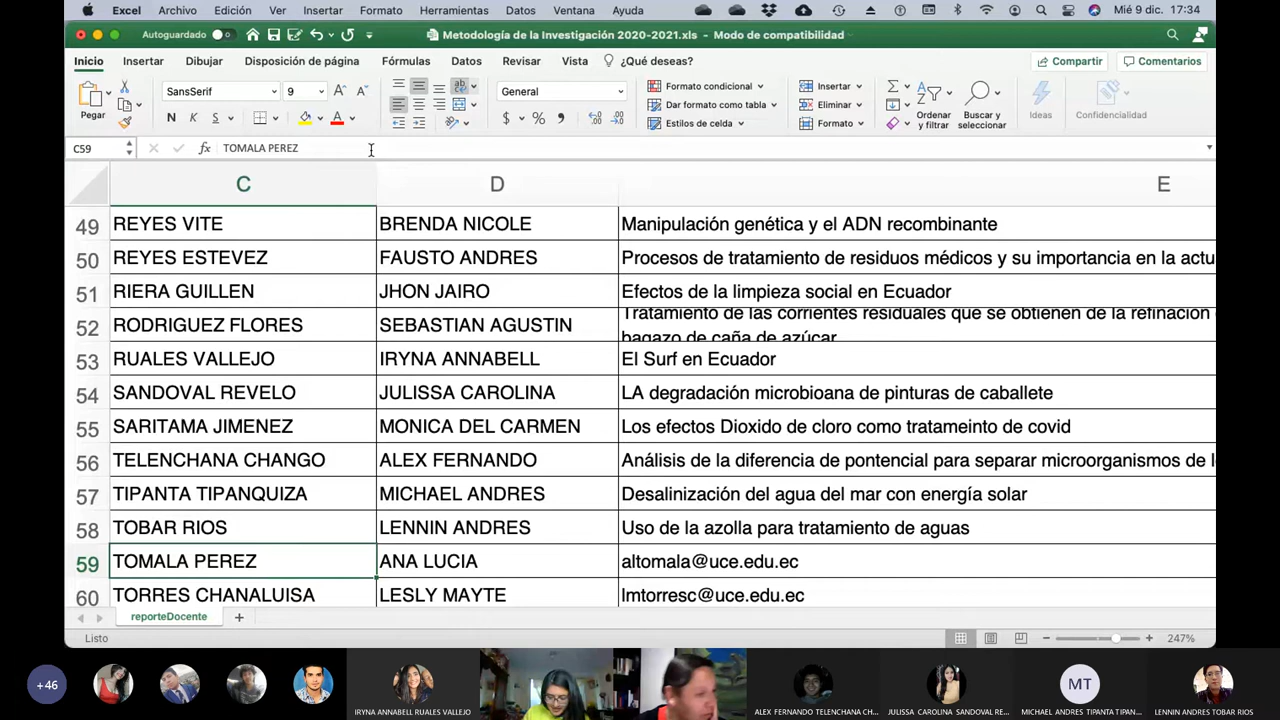 Excel Archivo Edición Ver Insertar Formato Herramientas Datos Ventana Ayuda Mié 9 dic. 17:34
Autoguardado Metodología de la Investigación 2020-2021.xls - Modo de compatibilidad
Inicio Insertar Dibujar Disposición de página Fórmulas Datos Revisar Vista ¿Qué deseas? Compartir Comentarios
Pegar SansSerif 9 General Formato condicional Insertar
Dar formato como tabla Eliminar
N K S $ % Estilos de celda Formato
Ordenar y filtrar Buscar y seleccionar Ideas Confidencialidad
C59 fx TOMALA PEREZ
C D E
49 REYES VITE BRENDA NICOLE Manipulación genética y el ADN recombinante
50 REYES ESTEVEZ FAUSTO ANDRES Procesos de tratamiento de residuos médicos y su importancia en la actu
51 RIERA GUILLEN JHON JAIRO Efectos de la limpieza social en Ecuador
52 RODRIGUEZ FLORES SEBASTIAN AGUSTIN Tratamiento de las corrientes residuales que se obtienen de la refinación
bagazo de caña de azúcar
53 RUALES VALLEJO IRYNA ANNABELL El Surf en Ecuador
54 SANDOVAL REVELO JULISSA CAROLINA LA degradación microbioana de pinturas de caballete
55 SARITAMA JIMENEZ MONICA DEL CARMEN Los efectos Dioxido de cloro como tratameinto de covid
56 TELENCHANA CHANGO ALEX FERNANDO Análisis de la diferencia de pontencial para separar microorganismos de
57 TIPANTA TIPANQUIZA MICHAEL ANDRES Desalinización del agua del mar con energía solar
58 TOBAR RIOS LENNIN ANDRES Uso de la azolla para tratamiento de aguas
59 TOMALA PEREZ ANA LUCIA altomala@uce.edu.ec
60 TORRES CHANALUISA LESLY MAYTE lmtorresc@uce.edu.ec
reporteDocente +
Listo 247%
+46 MT
IRYNA ANNABELL RUALES VALLEJO ALEX FERNANDO TELENCHANA CH... JULISSA CAROLINA SANDOVAL RE... MICHAEL ANDRES TIPANTA TIPAN... LENNIN ANDRES TOBAR RIOS